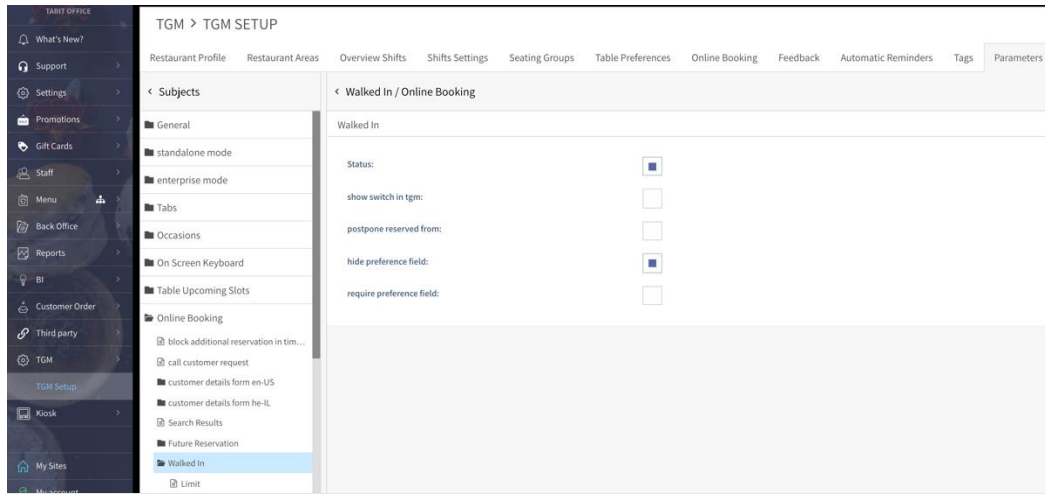 TABIT OFFICE
What's New?
Support
Settings
Promotions
Gift Cards
Staff
Menu
Back Office
Reports
BI
Customer Order
Third party
TGM
TGM Setup
Kiosk
My Sites
My account
TGM > TGM SETUP
Restaurant Profile Restaurant Areas Overview Shifts Shifts Settings Seating Groups Table Preferences Online Booking Feedback Automatic Reminders Tags Parameters
< Subjects
General
standalone mode
enterprise mode
Tabs
Occasions
On Screen Keyboard
Table Upcoming Slots
Online Booking
block additional reservation in tim...
call customer request
customer details form en-US
customer details form he-IL
Search Results
Future Reservation
Walked In
Limit
< Walked In / Online Booking
Walked In
Status:
show switch in tgm:
postpone reserved from:
hide preference field:
require preference field: